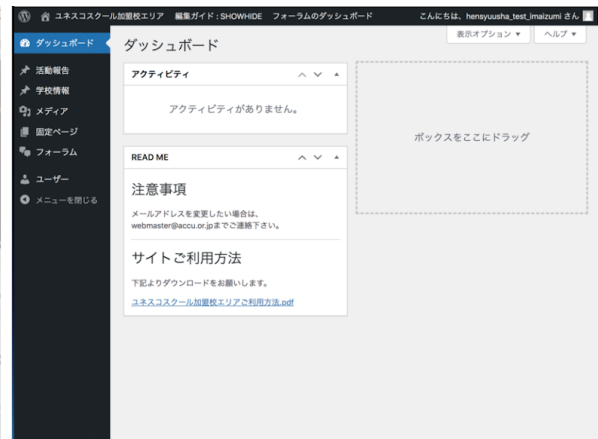 ユネスコスクール加盟校エリア 編集ガイド : SHOWHIDE フォーラムのダッシュボード こんにちは、hensyuusha_test_imaizumi さん
ダッシュボード
活動報告
学校情報
メディア
固定ページ
フォーラム
ユーザー
メニューを閉じる
表示オプション ▼ ヘルプ ▼
ダッシュボード
アクティビティ
アクティビティがありません。
READ ME
注意事項
メールアドレスを変更したい場合は、
webmaster@accu.or.jpまでご連絡下さい。
サイトご利用方法
下記よりダウンロードをお願いします。
ユネスコスクール加盟校エリアご利用方法.pdf
ボックスをここにドラッグ